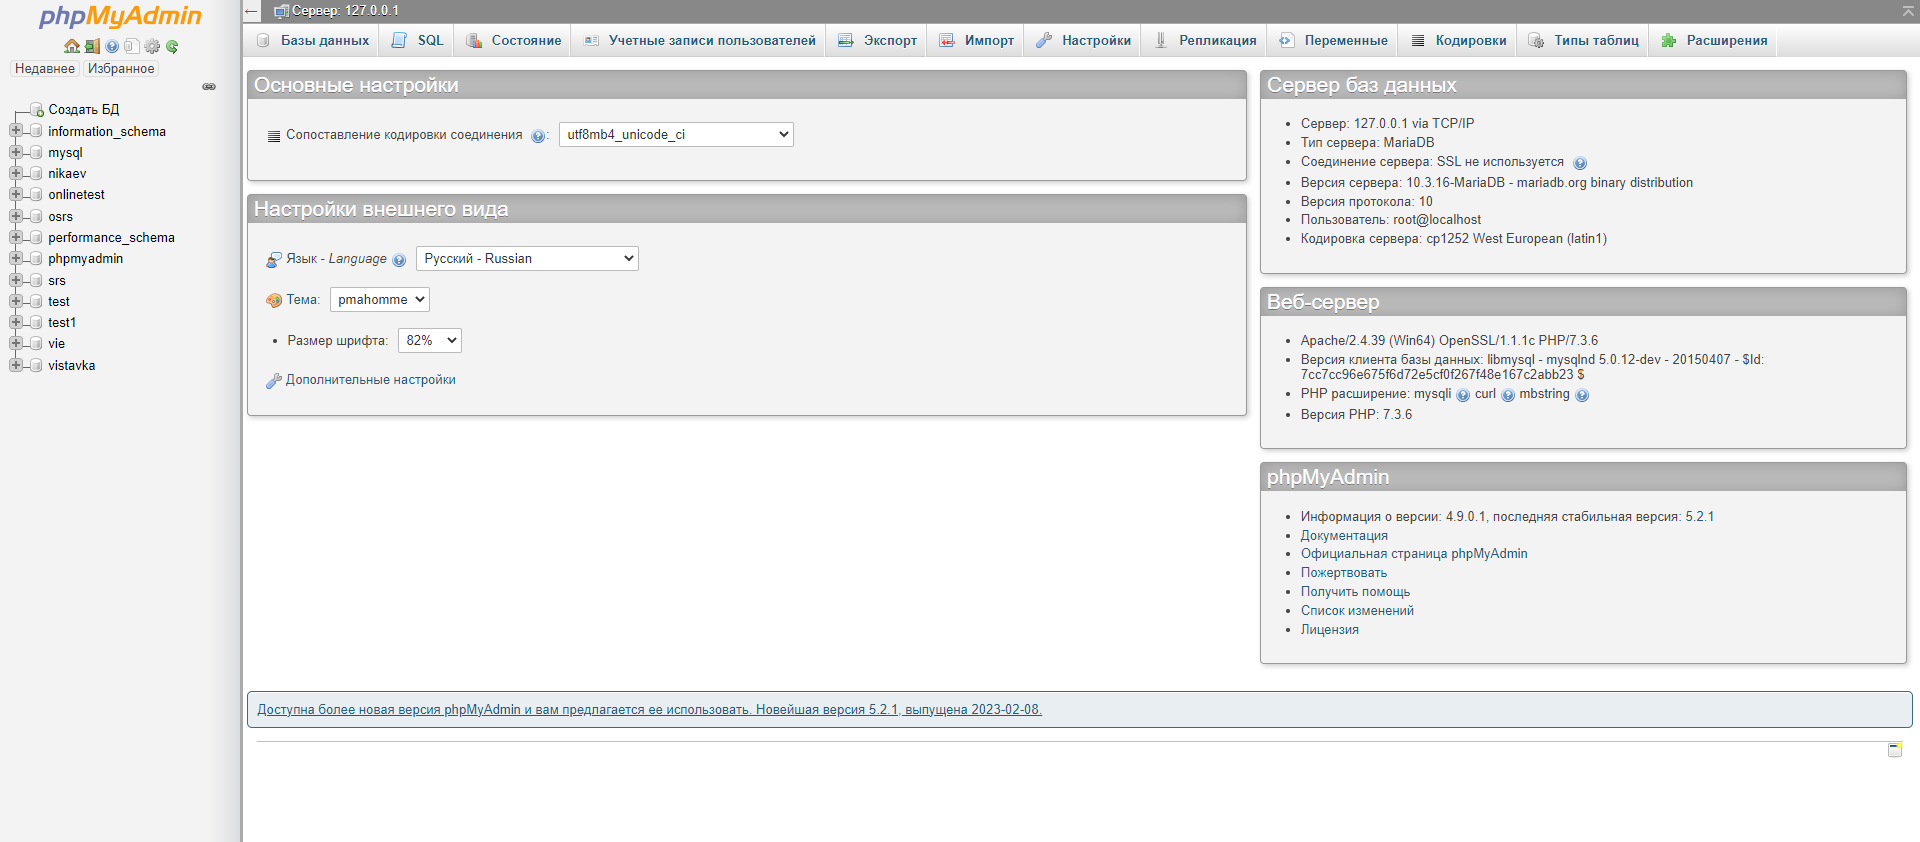 phpMyAdmin
Недавнее Избранное
Создать БД
information_schema
mysql
nikaev
onlinetest
osrs
performance_schema
phpmyadmin
srs
test
test1
vie
vistavka
Сервер: 127.0.0.1
Базы данных SQL Состояние Учетные записи пользователей Экспорт Импорт Настройки Репликация Переменные Кодировки Типы таблиц Расширения
Основные настройки
Сопоставление кодировки соединения : utf8mb4_unicode_ci
Настройки внешнего вида
Язык - Language Русский - Russian
Тема: pmahomme
Размер шрифта: 82%
Дополнительные настройки
Сервер баз данных
Сервер: 127.0.0.1 via TCP/IP
Тип сервера: MariaDB
Соединение сервера: SSL не используется
Версия сервера: 10.3.16-MariaDB - mariadb.org binary distribution
Версия протокола: 10
Пользователь: root@localhost
Кодировка сервера: cp1252 West European (latin1)
Веб-сервер
Apache/2.4.39 (Win64) OpenSSL/1.1.1c PHP/7.3.6
Версия клиента базы данных: libmysql - mysqlnd 5.0.12-dev - 20150407 - $Id:
7cc7cc96e675f6d72e5cf0f267f48e167c2abb23 $
PHP расширение: mysqli curl mbstring
Версия PHP: 7.3.6
phpMyAdmin
Информация о версии: 4.9.0.1, последняя стабильная версия: 5.2.1
Документация
Официальная страница phpMyAdmin
Пожертвовать
Получить помощь
Список изменений
Лицензия
Доступна более новая версия phpMyAdmin и вам предлагается ее использовать. Новейшая версия 5.2.1, выпущена 2023-02-08.